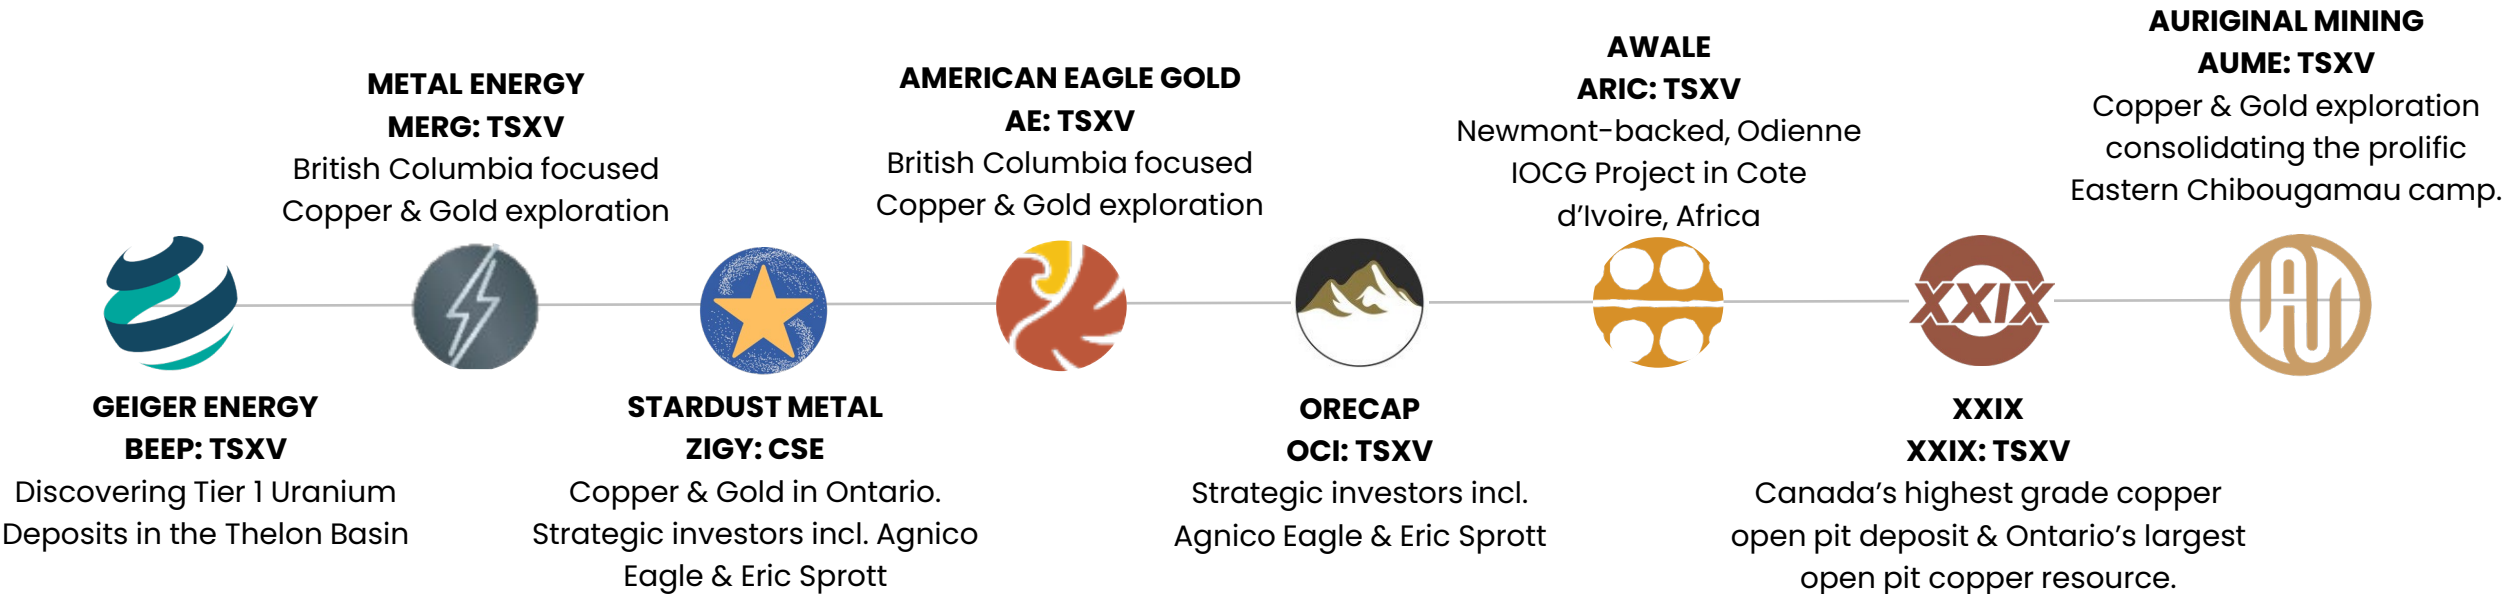 GEIGER ENERGY
BEEP: TSXV
Discovering Tier 1 Uranium
Deposits in the Thelon Basin
METAL ENERGY
MERG: TSXV
British Columbia focused
Copper & Gold exploration
STARDUST METAL
ZIGY: CSE
Copper & Gold in Ontario.
Strategic investors incl. Agnico
Eagle & Eric Sprott
AMERICAN EAGLE GOLD
AE: TSXV
British Columbia focused
Copper & Gold exploration
ORECAP
OCI: TSXV
Strategic investors incl.
Agnico Eagle & Eric Sprott
AWALE
ARIC: TSXV
Newmont-backed, Odienne
IOCG Project in Cote
d’Ivoire, Africa
XXIX
XXIX
XXIX: TSXV
Canada’s highest grade copper
open pit deposit & Ontario’s largest
open pit copper resource.
AURIGINAL MINING
AUME: TSXV
Copper & Gold exploration
consolidating the prolific
Eastern Chibougamau camp.
AU